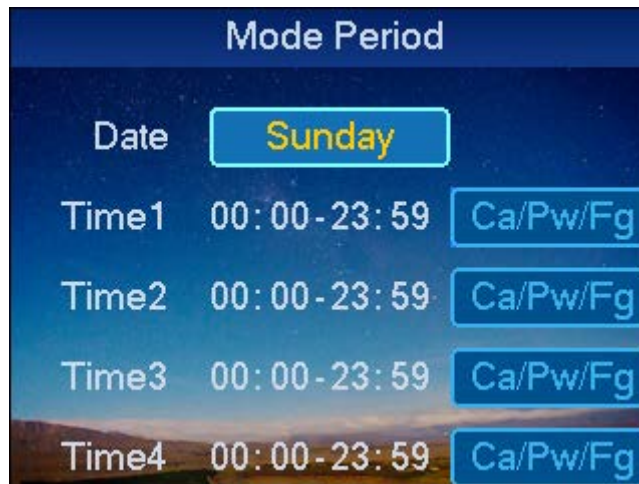 Mode Period
Date Sunday
Time1 00:00-23:59 Ca/Pw/Fg
Time2 00:00-23:59 Ca/Pw/Fg
Time3 00:00-23:59 Ca/Pw/Fg
Time4 00:00-23:59 Ca/Pw/Fg